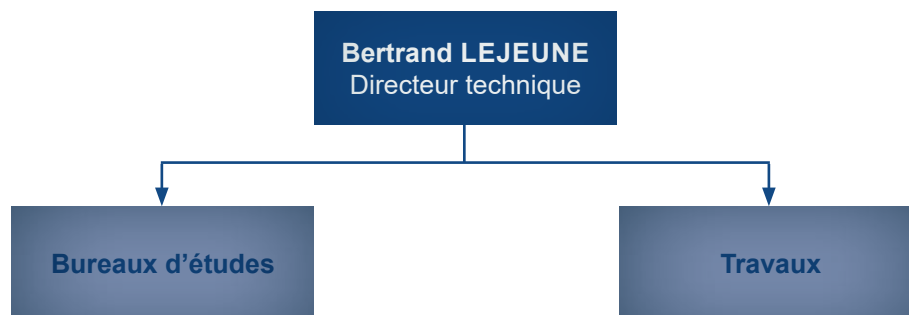 Bertrand LEJEUNE
Directeur technique
Bureaux d’études
Travaux